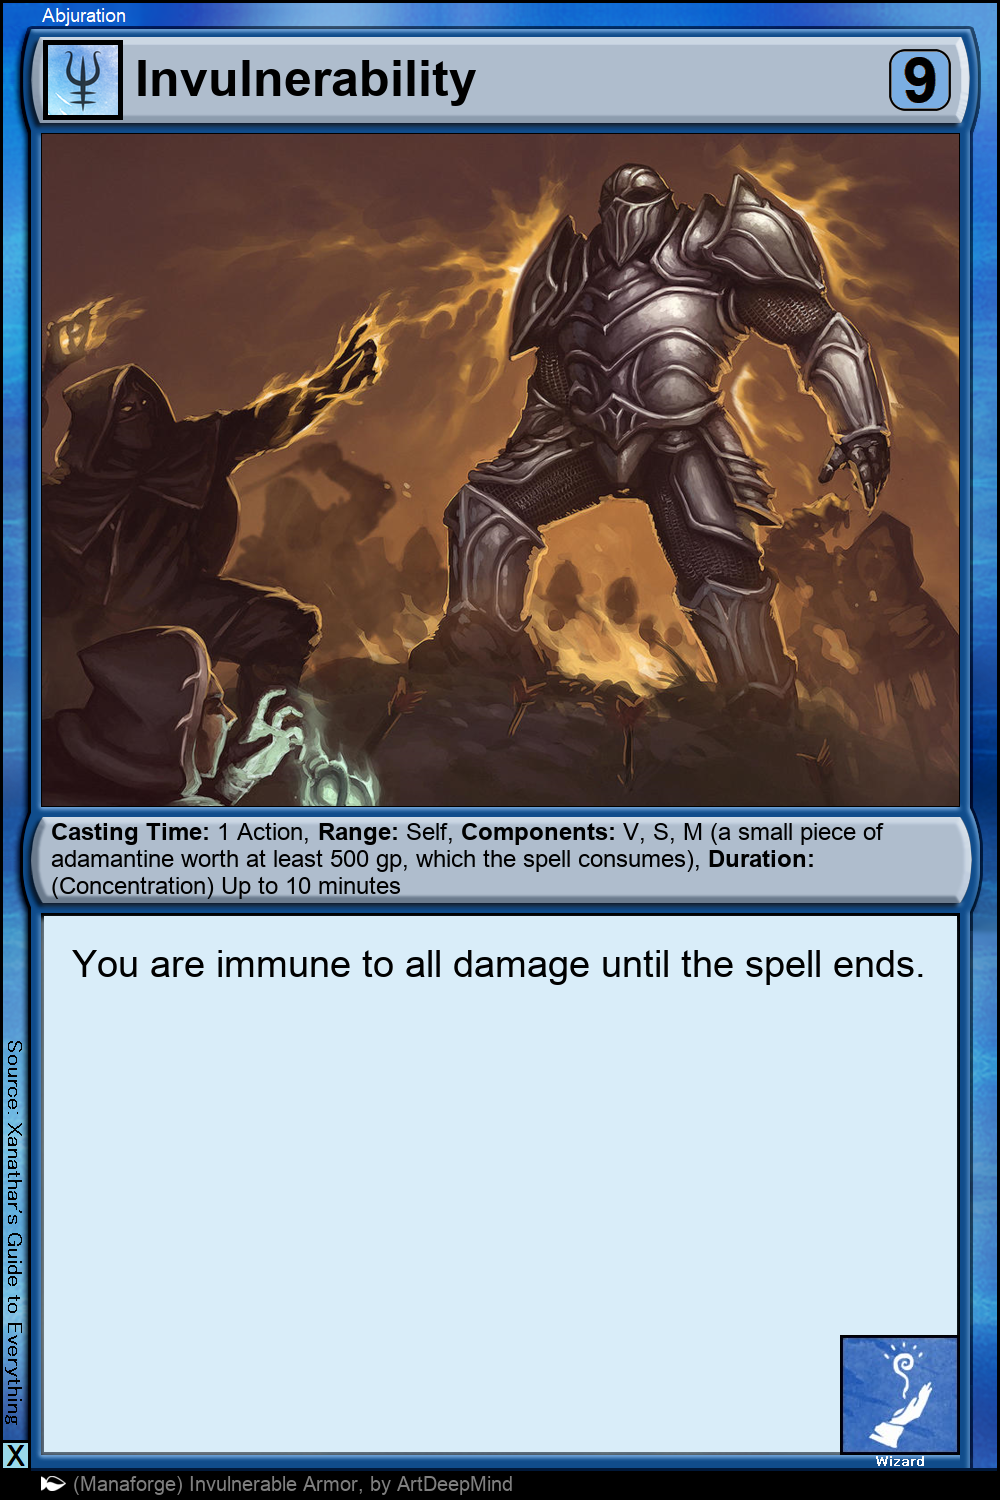 Abjuration
Invulnerability
9
Casting Time: 1 Action, Range: Self, Components: V, S, M (a small piece of
adamantine worth at least 500 gp, which the spell consumes), Duration:
(Concentration) Up to 10 minutes
You are immune to all damage until the spell ends.
Source: Xanathar's Guide to Everything
X
Wizard
(Manaforge) Invulnerable Armor, by ArtDeepMind